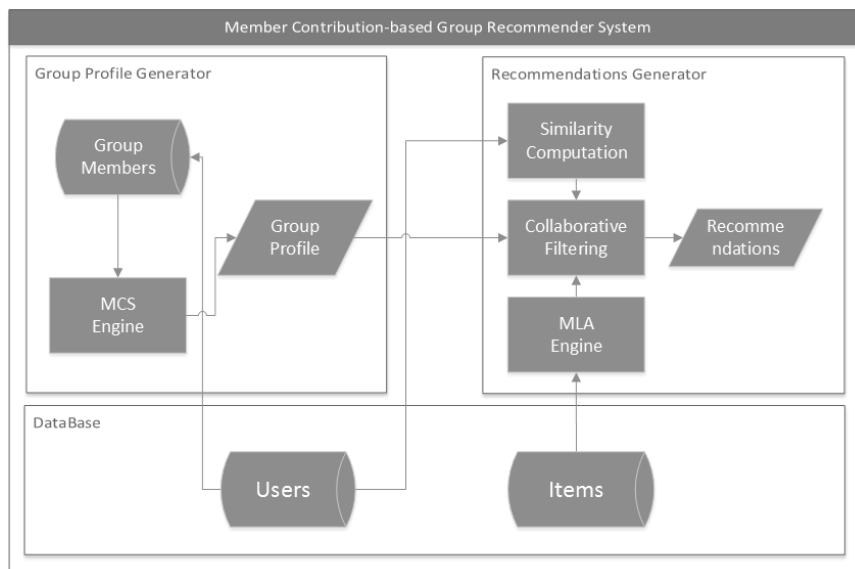 Member Contribution-based Group Recommender System
Group Profile Generator
Group
Members
MCS
Engine
Group
Profile
Recommendations Generator
Similarity
Computation
Collaborative
Filtering
Recomme
ndations
MLA
Engine
DataBase
Users
Items